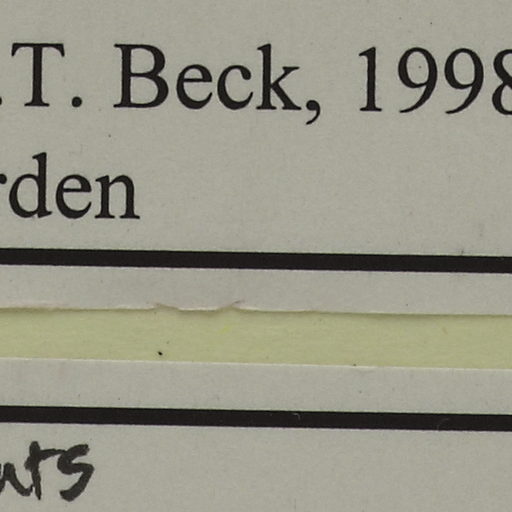 .T. Beck, 1998
rden
nts